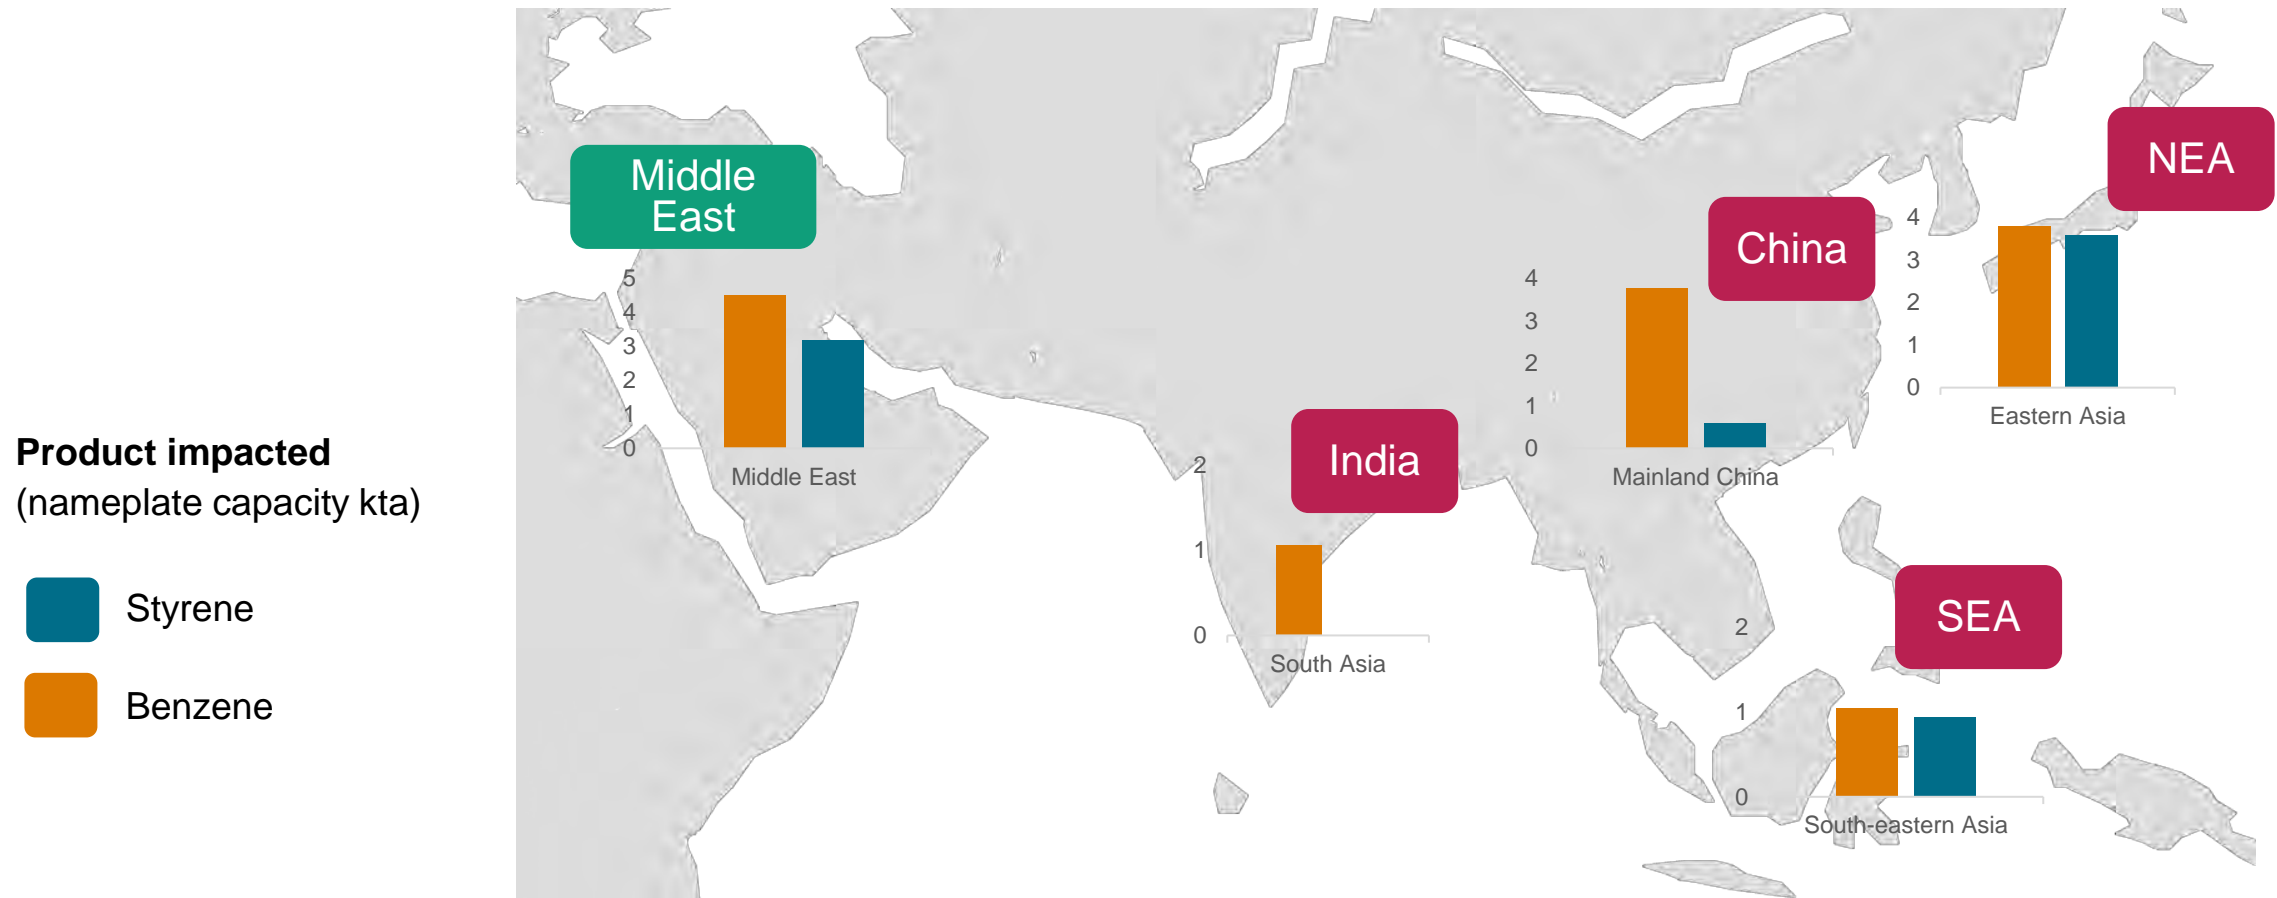 Product impacted
(nameplate capacity kta)
Styrene
Benzene
Middle
East
5
4
3
2
1
0
Middle East
India
2
1
0
South Asia
China
4
3
2
1
0
Mainland China
NEA
4
3
2
1
0
Eastern Asia
SEA
2
1
0
South-eastern Asia